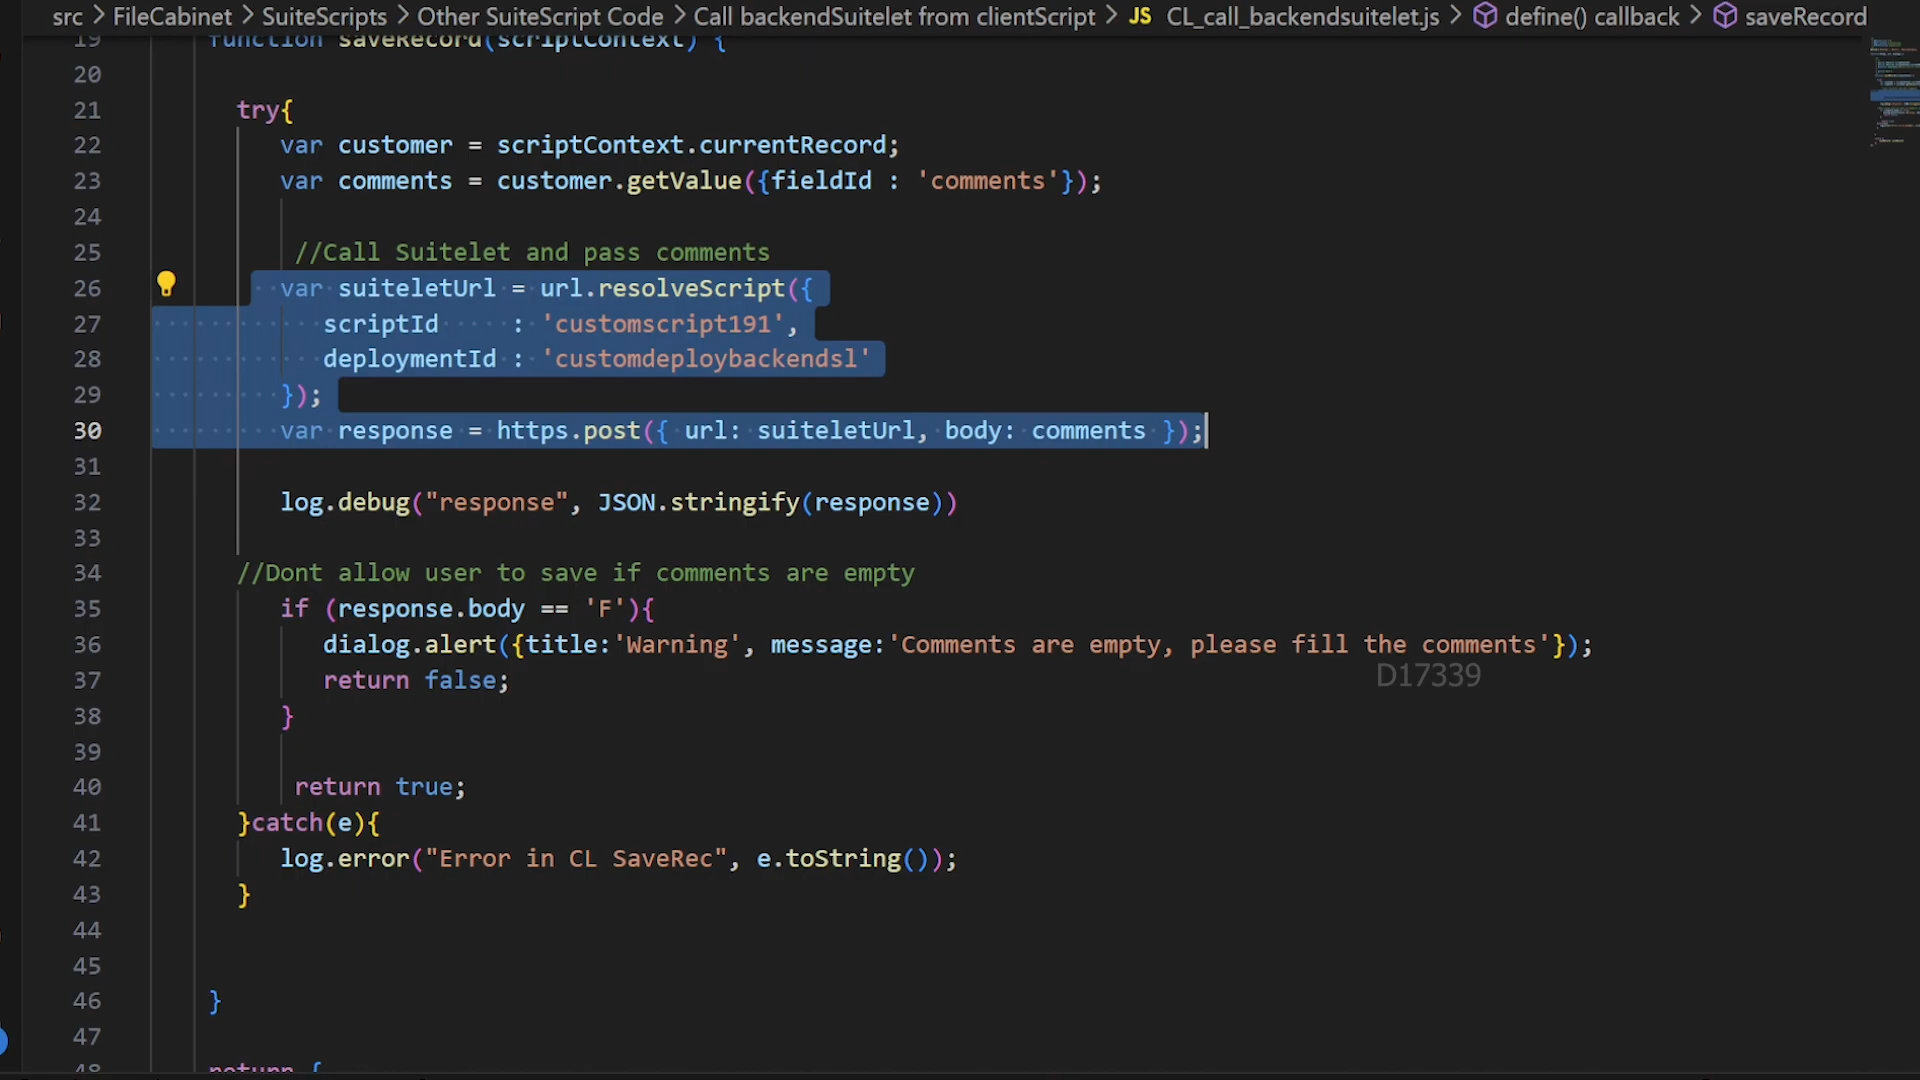 src > FileCabinet > SuiteScripts > Other SuiteScript Code > Call backendSuitelet from clientScript > JS CL_call_backendsuitelet.js > define() callback > saveRecord
19 function saveRecord(scriptContext) {
20
21 try{
22 var customer = scriptContext.currentRecord;
23 var comments = customer.getValue({fieldId : 'comments'});
24
25 //Call Suitelet and pass comments
26 var suiteletUrl = url.resolveScript({
27 scriptId : 'customscript191',
28 deploymentId : 'customdeploybackendsl'
29 });
30 var response = https.post({ url: suiteletUrl, body: comments });
31
32 log.debug("response", JSON.stringify(response))
33
34 //Dont allow user to save if comments are empty
35 if (response.body == 'F'){
36 dialog.alert({title:'Warning', message:'Comments are empty, please fill the comments'});
D17339
37 return false;
38 }
39
40 return true;
41 }catch(e){
42 log.error("Error in CL SaveRec", e.toString());
43 }
44
45
46 }
47
48 return {